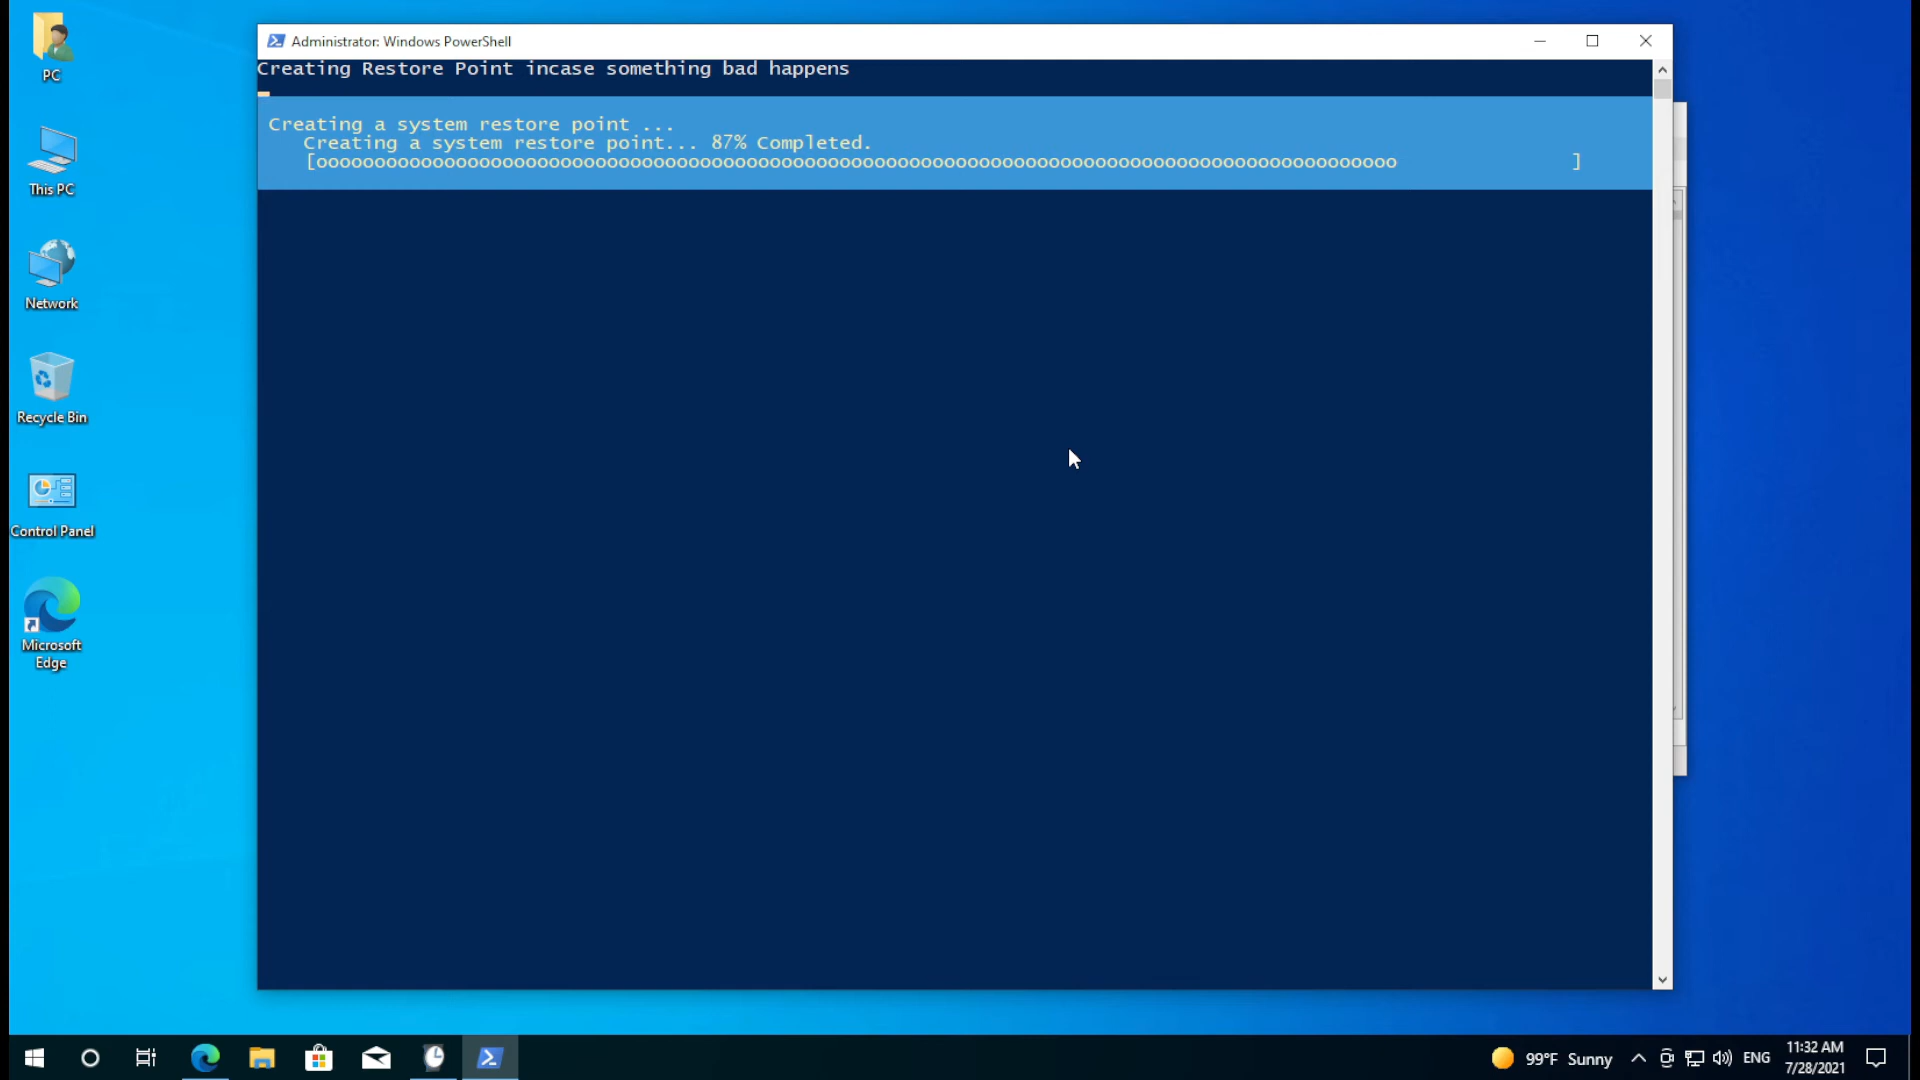 PC
This PC
Network
Recycle Bin
Control Panel
Microsoft
Edge
Administrator: Windows PowerShell
Creating Restore Point incase something bad happens
Creating a system restore point ...
Creating a system restore point... 87% Completed.
[ooooooooooooooooooooooooooooooooooooooooooooooooooooooooooooooooooooooooooooooooooooooooooooo               ]
99°F Sunny
ENG
11:32 AM
7/28/2021